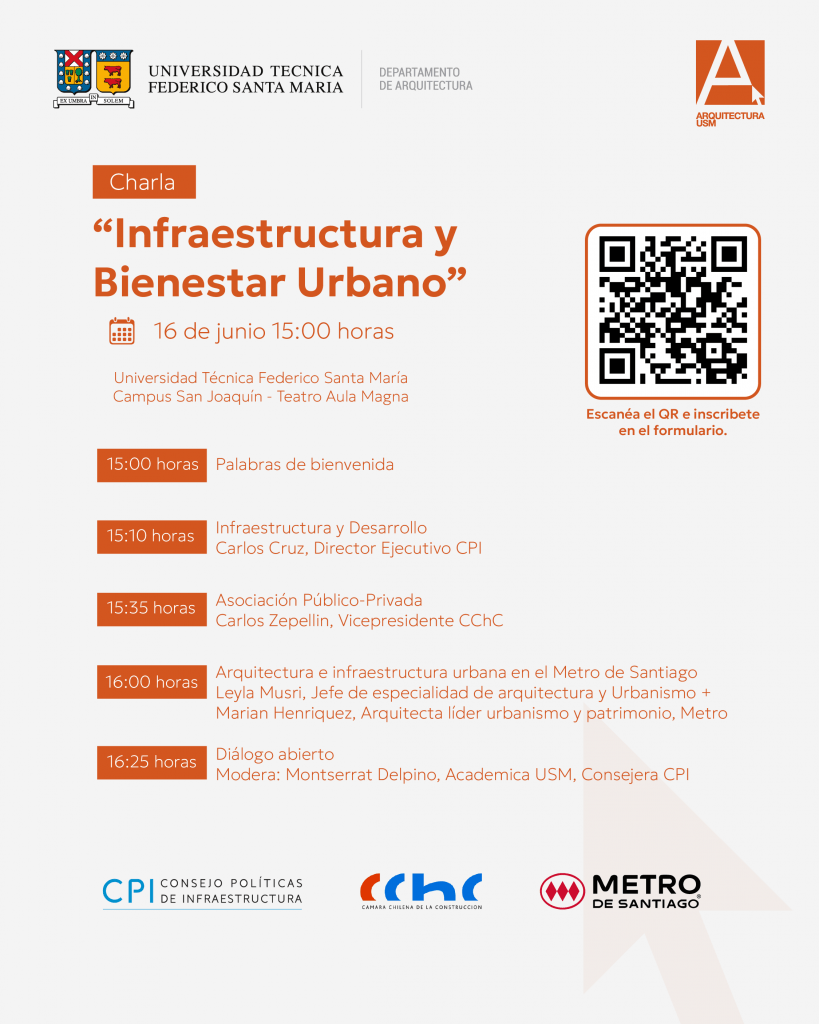 EX UMBRA IN SOLEM
UNIVERSIDAD TECNICA
FEDERICO SANTA MARIA
DEPARTAMENTO
DE ARQUITECTURA
ARQUITECTURA
USM
Charla
“Infraestructura y
Bienestar Urbano”
16 de junio 15:00 horas
Universidad Técnica Federico Santa María
Campus San Joaquín - Teatro Aula Magna
Escanéa el QR e inscribete
en el formulario.
15:00 horas
Palabras de bienvenida
15:10 horas
Infraestructura y Desarrollo
Carlos Cruz, Director Ejecutivo CPI
15:35 horas
Asociación Público-Privada
Carlos Zepellin, Vicepresidente CChC
16:00 horas
Arquitectura e infraestructura urbana en el Metro de Santiago
Leyla Musri, Jefe de especialidad de arquitectura y Urbanismo +
Marian Henriquez, Arquitecta líder urbanismo y patrimonio, Metro
16:25 horas
Diálogo abierto
Modera: Montserrat Delpino, Academica USM, Consejera CPI
CPI
CONSEJO POLÍTICAS
DE INFRAESTRUCTURA
CChC
CAMARA CHILENA DE LA CONSTRUCCION
METRO
DE SANTIAGO®